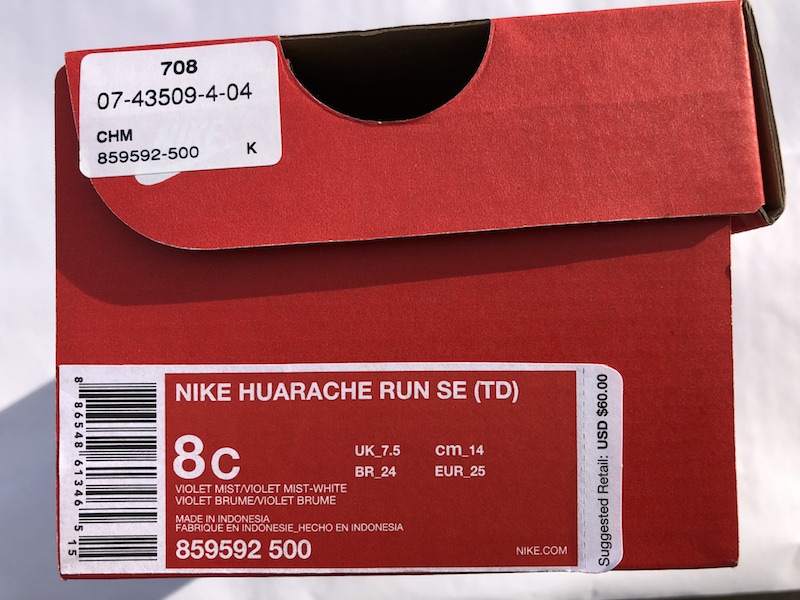 708
07-43509-4-04
CHM
859592-500 K
NIKE HUARACHE RUN SE (TD)
8C
UK_7.5 cm_14
BR_24 EUR_25
VIOLET MIST/VIOLET MIST-WHITE
VIOLET BRUME/VIOLET BRUME
MADE IN INDONESIA
FABRIQUE EN INDONESIE_HECHO EN INDONESIA
859592 500
NIKE.COM
8 86548 61346 5 15
Suggested Retail: USD $60.00